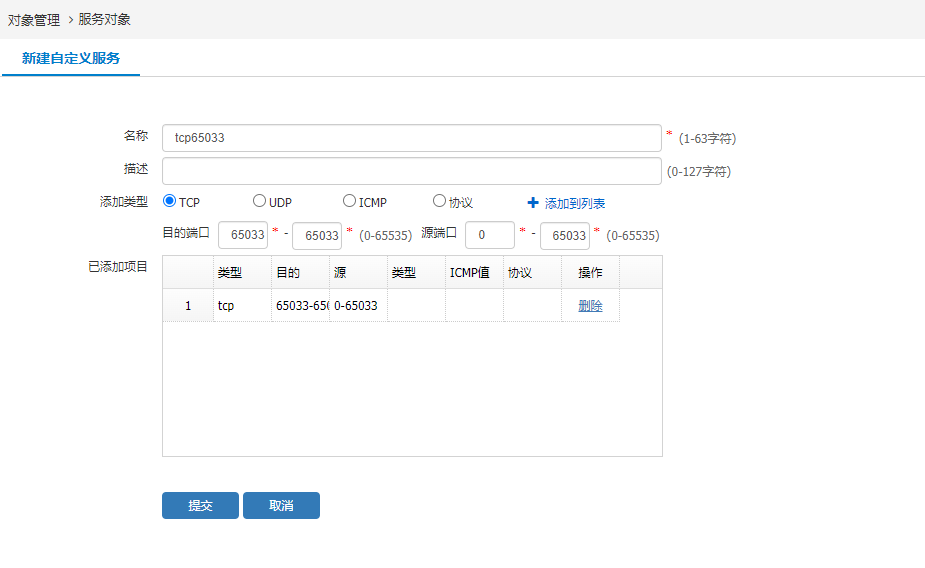 对象管理 > 服务对象
新建自定义服务
名称 tcp65033 * (1-63字符)
描述 (0-127字符)
添加类型 TCP UDP ICMP 协议 + 添加到列表
目的端口 65033 * - 65033 * (0-65535) 源端口 0 * - 65033 * (0-65535)
已添加项目 类型 目的 源 类型 ICMP值 协议 操作
1 tcp 65033-650 0-65033 删除
提交 取消